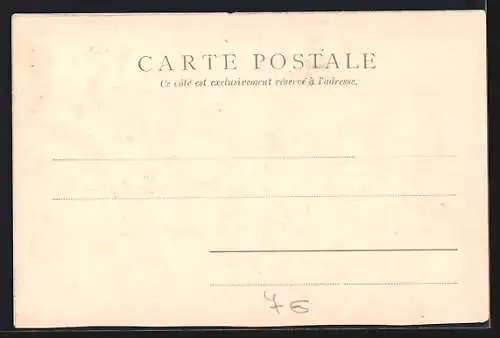 CARTE POSTALE
Ce côté est exclusivement réservé à l'adresse.
76